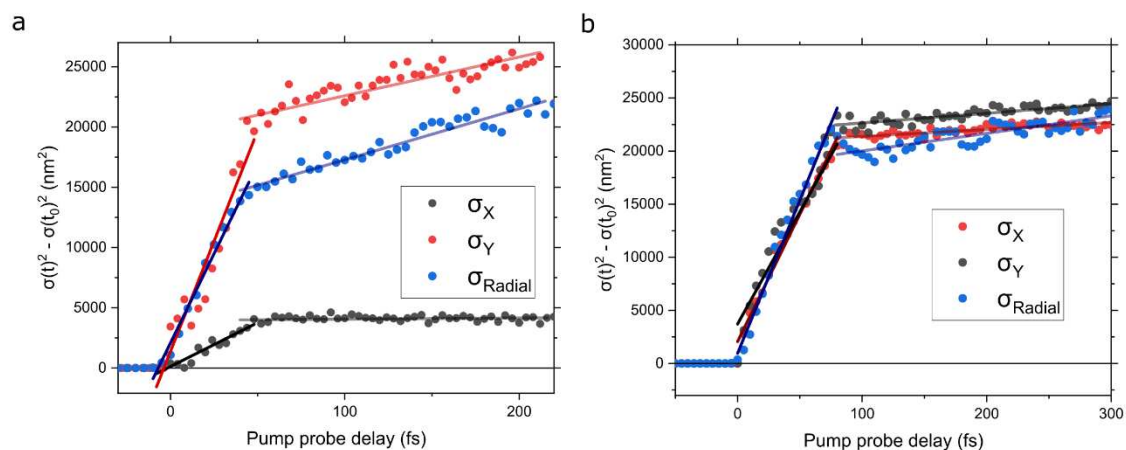 a
25000
20000
15000
10000
5000
0
σ(t)² - σ(t₀)² (nm²)
0
100
200
Pump probe delay (fs)
σX
σY
σRadial
b
30000
25000
20000
15000
10000
5000
0
σ(t)² - σ(t₀)² (nm²)
0
100
200
300
Pump probe delay (fs)
σX
σY
σRadial